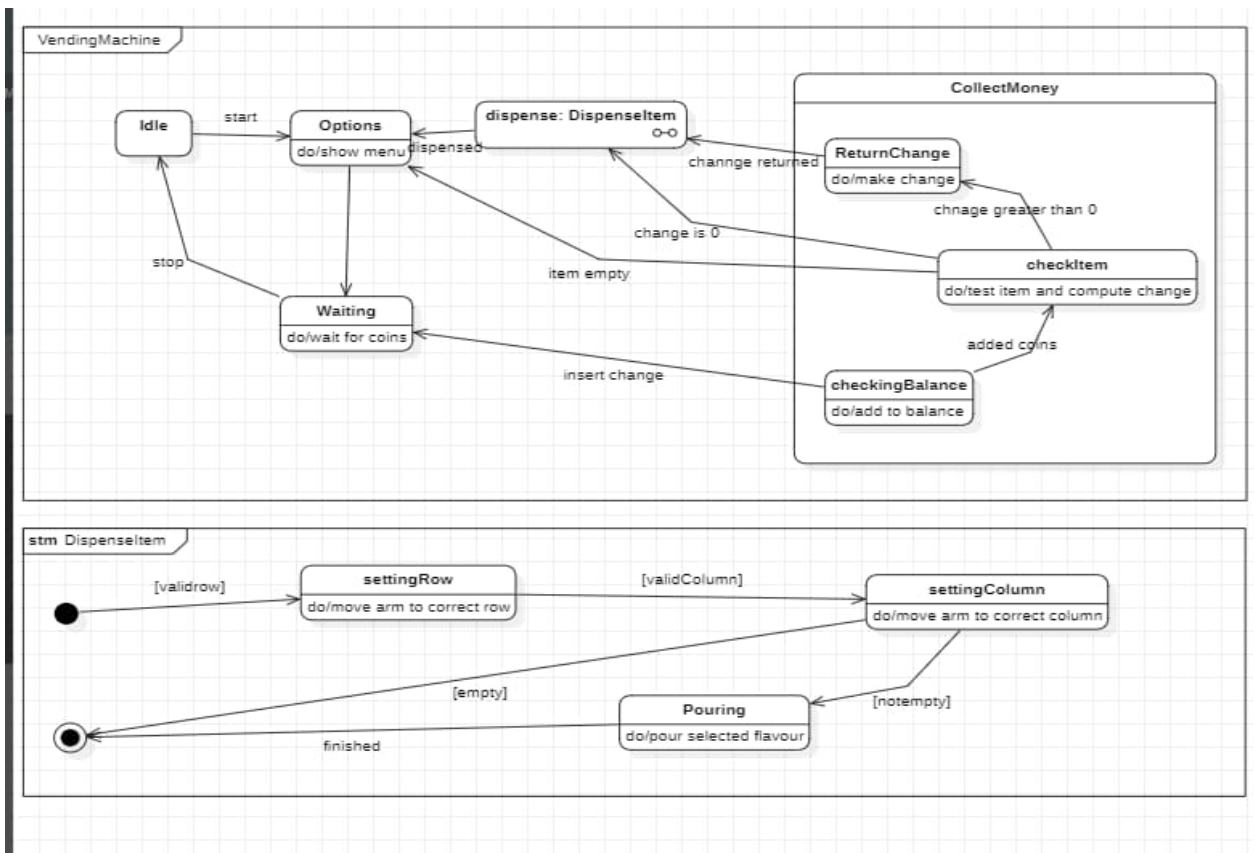 VendingMachine
CollectMoney
start
Idle
Options
do/show menu
dispense: DispenseItem
dispensed
channge returned
ReturnChange
do/make change
chnage greater than 0
change is 0
item empty
checkItem
do/test item and compute change
stop
Waiting
do/wait for coins
added coins
insert change
checkingBalance
do/add to balance
stm DispenseItem
[validrow]
settingRow
do/move arm to correct row
[validColumn]
settingColumn
do/move arm to correct column
[empty]
[notempty]
Pouring
do/pour selected flavour
finished